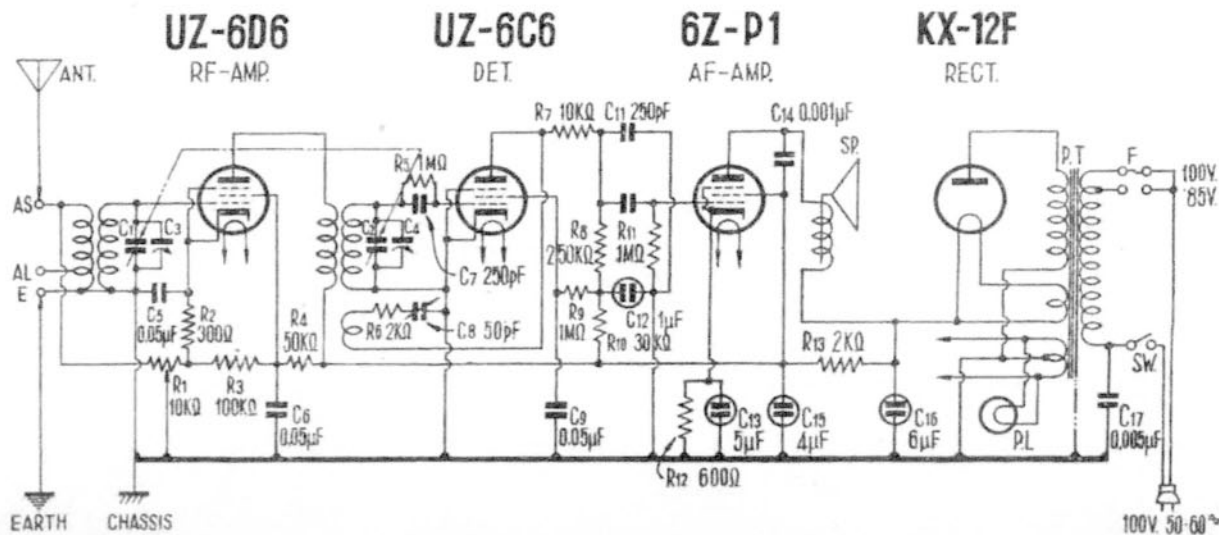 UZ-6D6 UZ-6C6 6Z-P1 KX-12F
RF-AMP. DET. AF-AMP. RECT.
ANT.
R7 10KΩ C11 250pF
C14 0.001μF
SP.
P.T
F
100V.
85V.
R5 1MΩ
AS
C1
C3
C2
C4
C7 250pF
R8
250KΩ
R11
1MΩ
AL
E
C5
0.05μF
R2
300Ω
R4
50KΩ
R6 2KΩ
C8 50pF
R9
1MΩ
C12 1μF
R10 30KΩ
R13 2KΩ
SW.
R1
10KΩ
R3
100KΩ
C6
0.05μF
C9
0.05μF
C13
5μF
C15
4μF
C16
6μF
P.L
C17
0.005μF
R12 600Ω
EARTH CHASSIS
100V. 50-60~